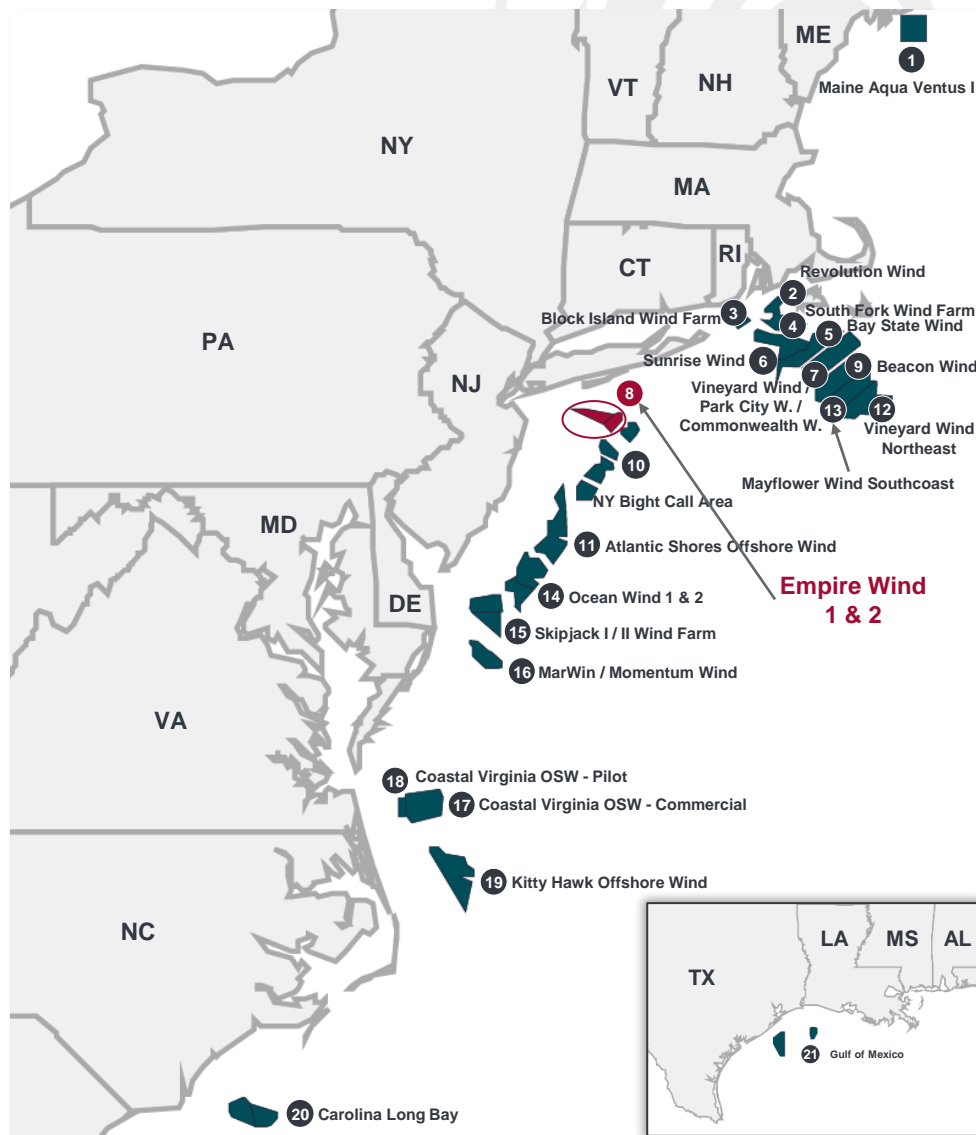 ME
1
Maine Aqua Ventus I
VT
NH
NY
MA
CT
RI
Revolution Wind
2
3
Block Island Wind Farm
South Fork Wind Farm
4
5
Bay State Wind
PA
Sunrise Wind
6
7
9
Beacon Wind
NJ
8
Vineyard Wind /
Park City W. /
Commonwealth W.
13
12
Vineyard Wind
Northeast
Mayflower Wind Southcoast
10
NY Bight Call Area
MD
11
Atlantic Shores Offshore Wind
Empire Wind
1 & 2
DE
14
Ocean Wind 1 & 2
15
Skipjack I / II Wind Farm
16
MarWin / Momentum Wind
VA
18
Coastal Virginia OSW - Pilot
17
Coastal Virginia OSW - Commercial
19
Kitty Hawk Offshore Wind
NC
LA
MS
AL
TX
21
Gulf of Mexico
20
Carolina Long Bay